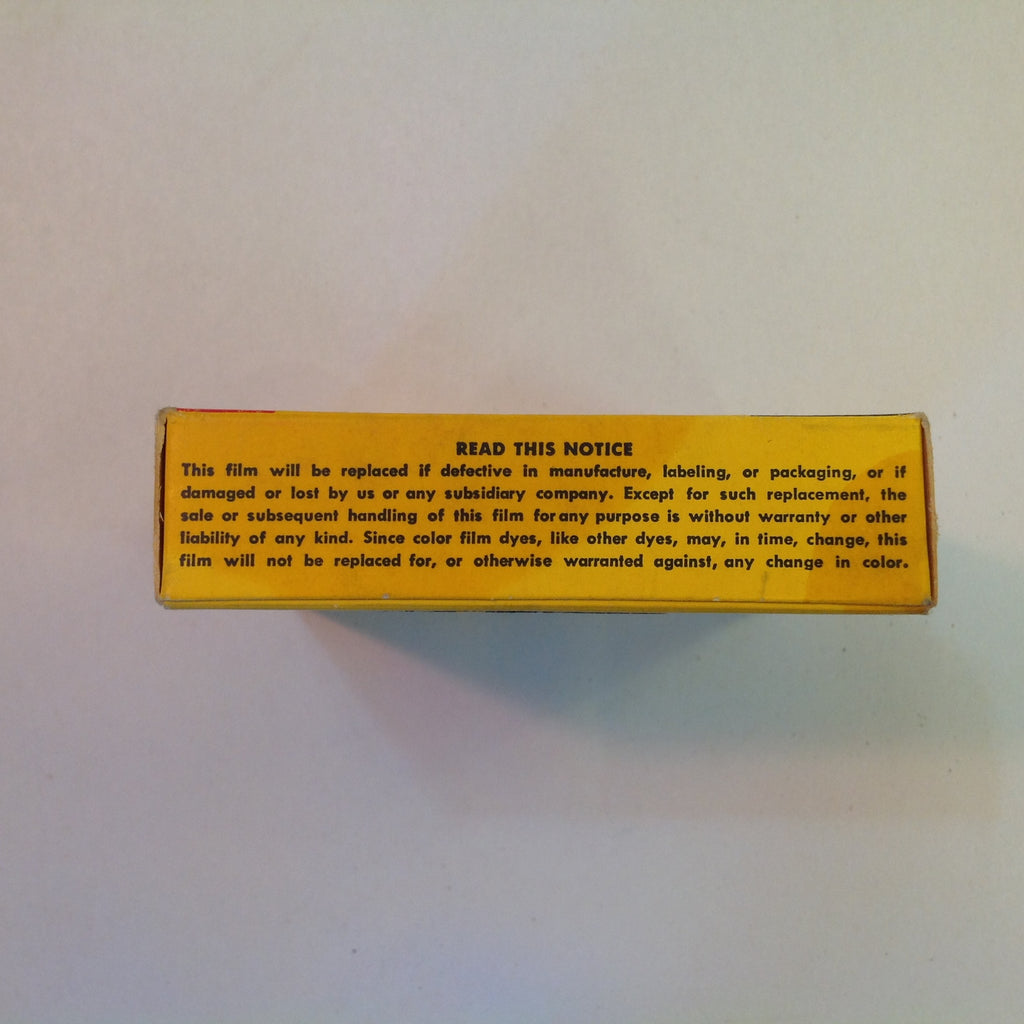 READ THIS NOTICE
This film will be replaced if defective in manufacture, labeling, or packaging, or if
damaged or lost by us or any subsidiary company. Except for such replacement, the
sale or subsequent handling of this film for any purpose is without warranty or other
liability of any kind. Since color film dyes, like other dyes, may, in time, change, this
film will not be replaced for, or otherwise warranted against, any change in color.